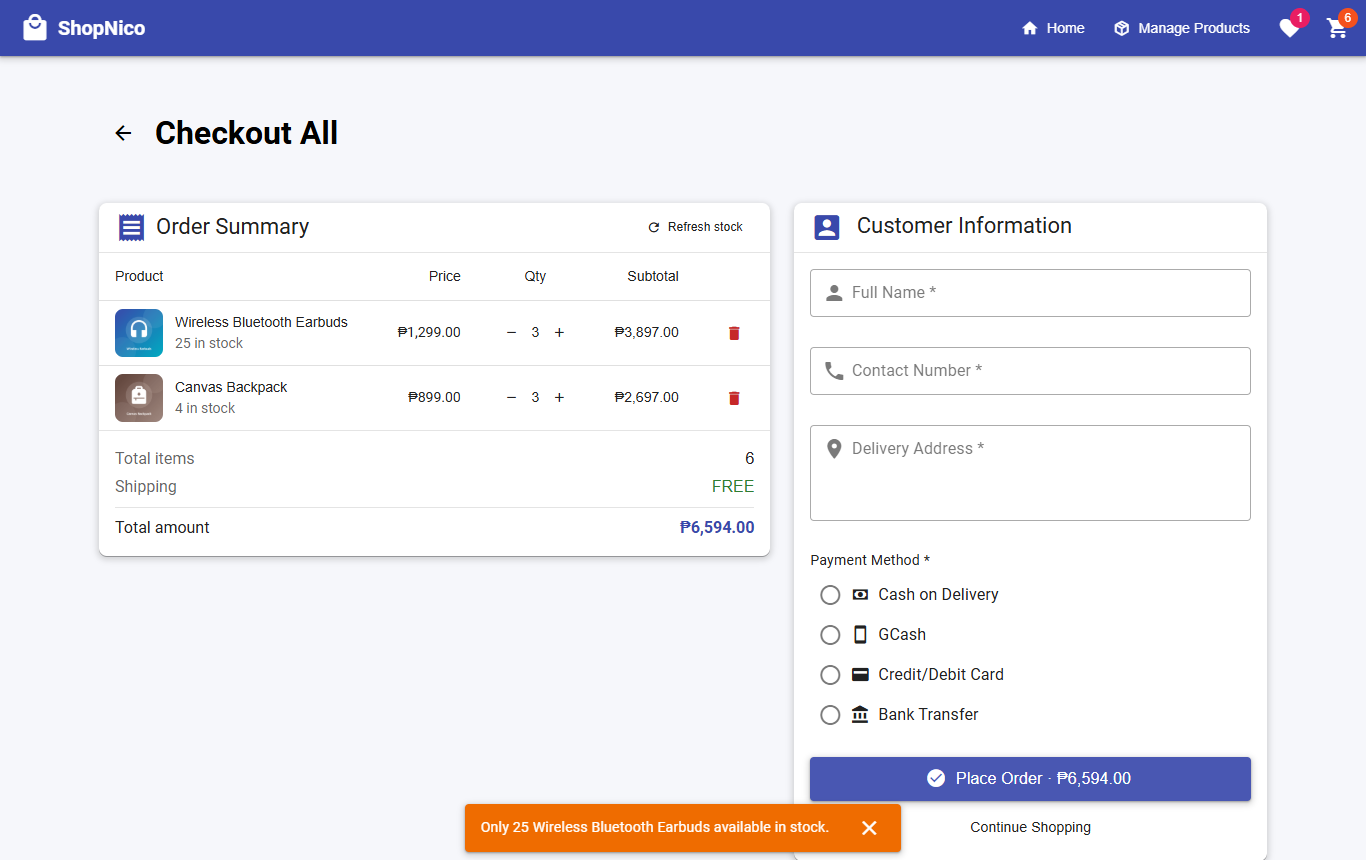 ShopNico
Home
Manage Products
1
6
Checkout All
Order Summary
Refresh stock
Product Price Qty Subtotal
Wireless Bluetooth Earbuds
25 in stock
₱1,299.00 − 3 + ₱3,897.00
Canvas Backpack
4 in stock
₱899.00 − 3 + ₱2,697.00
Total items 6
Shipping FREE
Total amount ₱6,594.00
Customer Information
Full Name *
Contact Number *
Delivery Address *
Payment Method *
Cash on Delivery
GCash
Credit/Debit Card
Bank Transfer
Place Order · ₱6,594.00
Continue Shopping
Only 25 Wireless Bluetooth Earbuds available in stock.